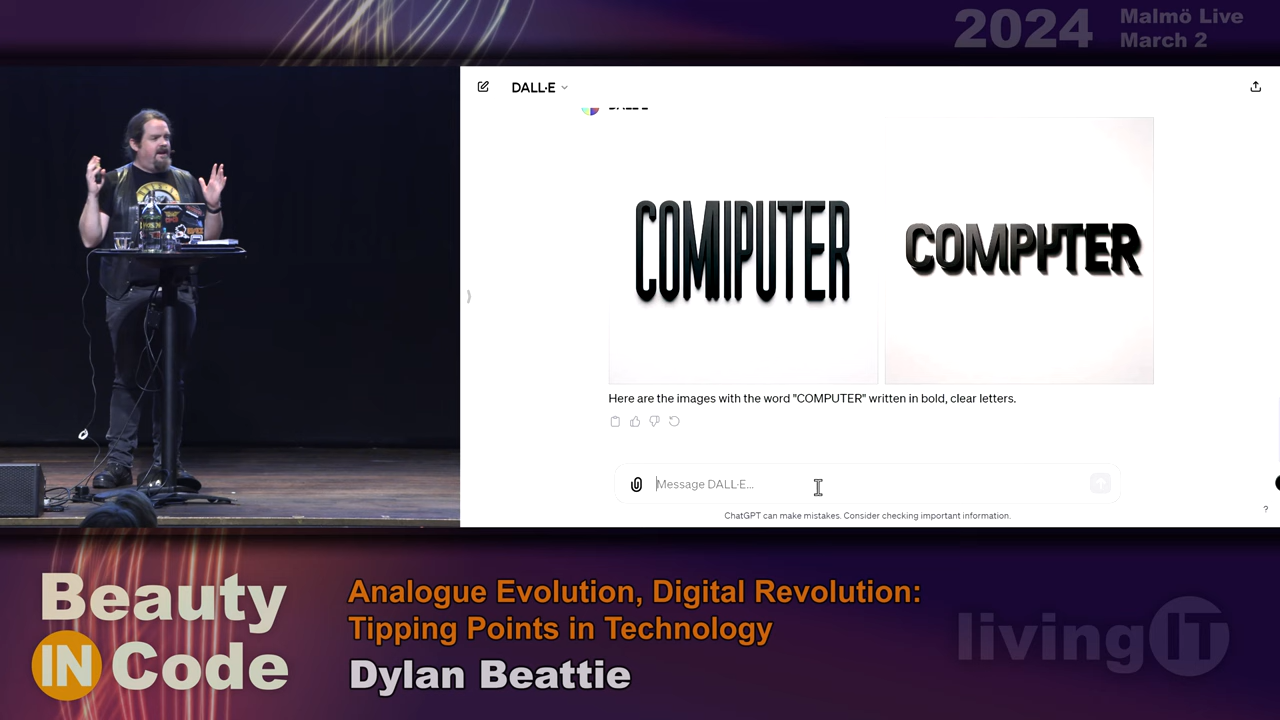 2024
Malmö Live
March 2
DALL·E
DALL·E
COMIPUTER
COMPPTER
Here are the images with the word "COMPUTER" written in bold, clear letters.
Message DALL·E...
ChatGPT can make mistakes. Consider checking important information.
?
Beauty
IN Code
Analogue Evolution, Digital Revolution:
Tipping Points in Technology
Dylan Beattie
livingIT